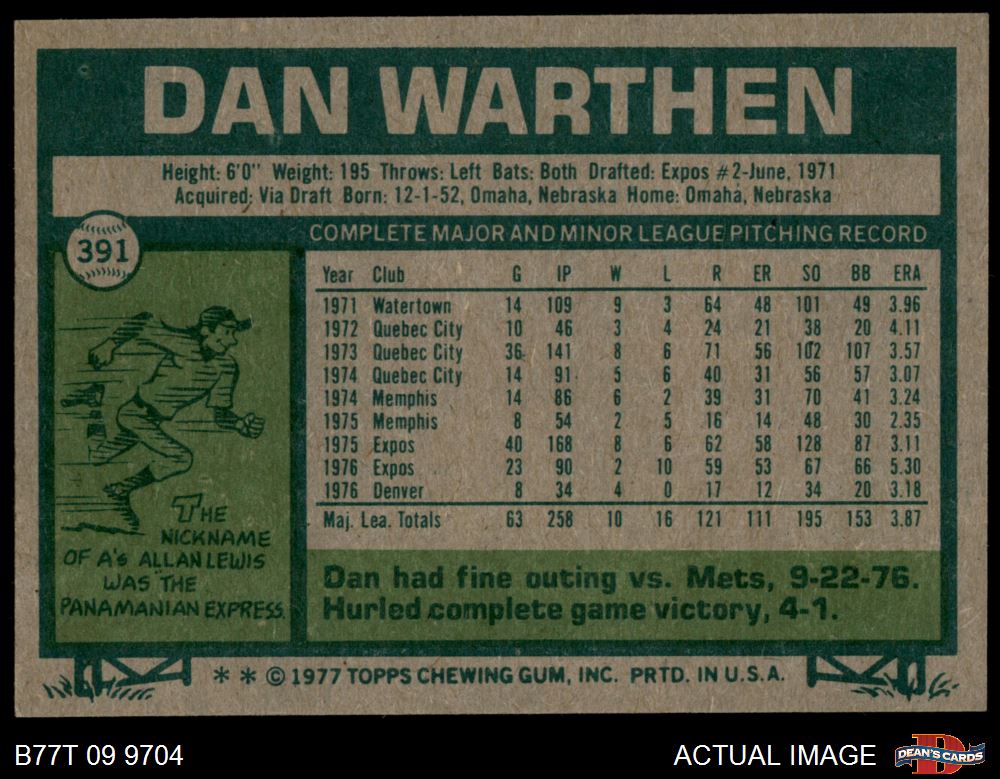 DAN WARTHEN
Height: 6'0" Weight: 195 Throws: Left Bats: Both Drafted: Expos #2-June, 1971
Acquired: Via Draft Born: 12-1-52, Omaha, Nebraska Home: Omaha, Nebraska
391
COMPLETE MAJOR AND MINOR LEAGUE PITCHING RECORD
Year Club G IP W L R ER SO BB ERA
1971 Watertown 14 109 9 3 64 48 101 49 3.96
1972 Quebec City 10 46 3 4 24 21 38 20 4.11
1973 Quebec City 36 141 8 6 71 56 102 107 3.57
1974 Quebec City 14 91 5 6 40 31 56 57 3.07
1974 Memphis 14 86 6 2 39 31 70 41 3.24
1975 Memphis 8 54 2 5 16 14 48 30 2.35
1975 Expos 40 168 8 6 62 58 128 87 3.11
1976 Expos 23 90 2 10 59 53 67 66 5.30
1976 Denver 8 34 4 0 17 12 34 20 3.18
Maj. Lea. Totals 63 258 10 16 121 111 195 153 3.87
THE
NICKNAME
OF A's ALLAN LEWIS
WAS THE
PANAMANIAN EXPRESS.
Dan had fine outing vs. Mets, 9-22-76.
Hurled complete game victory, 4-1.
* * © 1977 TOPPS CHEWING GUM, INC. PRTD. IN U.S.A.
B77T 09 9704
ACTUAL IMAGE
D
DEAN'S CARDS